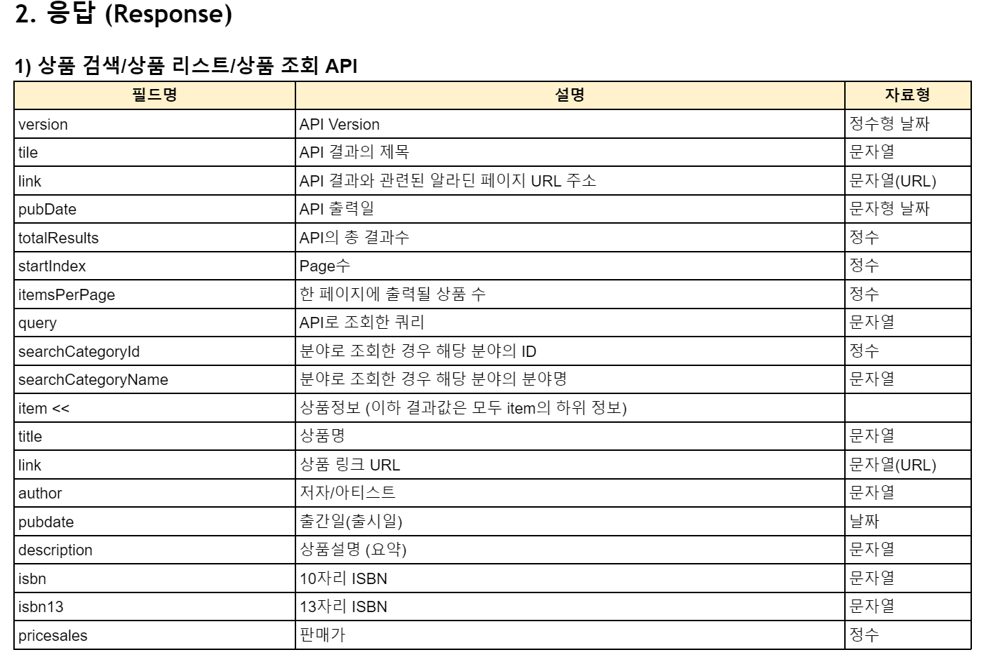 2. 응답 (Response)
1) 상품 검색/상품 리스트/상품 조회 API
필드명 설명 자료형
version API Version 정수형 날짜
tile API 결과의 제목 문자열
link API 결과와 관련된 알라딘 페이지 URL 주소 문자열(URL)
pubDate API 출력일 문자형 날짜
totalResults API의 총 결과수 정수
startIndex Page수 정수
itemsPerPage 한 페이지에 출력될 상품 수 정수
query API로 조회한 쿼리 문자열
searchCategoryId 분야로 조회한 경우 해당 분야의 ID 정수
searchCategoryName 분야로 조회한 경우 해당 분야의 분야명 문자열
item << 상품정보 (이하 결과값은 모두 item의 하위 정보)
title 상품명 문자열
link 상품 링크 URL 문자열(URL)
author 저자/아티스트 문자열
pubdate 출간일(출시일) 날짜
description 상품설명 (요약) 문자열
isbn 10자리 ISBN 문자열
isbn13 13자리 ISBN 문자열
pricesales 판매가 정수